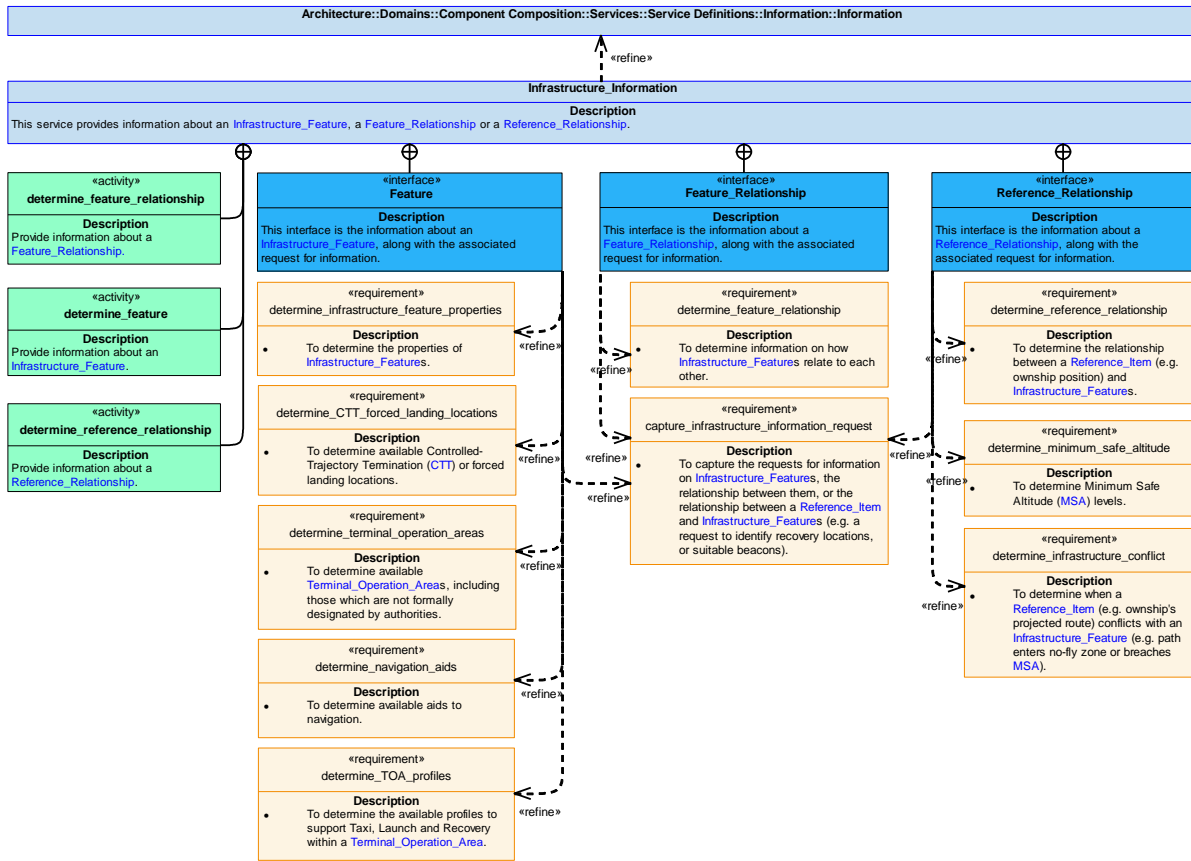 Architecture::Domains::Component Composition::Services::Service Definitions::Information::Information
«refine»
Infrastructure_Information
Description
This service provides information about an Infrastructure_Feature, a Feature_Relationship or a Reference_Relationship.
«activity»
determine_feature_relationship
Description
Provide information about a
Feature_Relationship.
«activity»
determine_feature
Description
Provide information about an
Infrastructure_Feature.
«activity»
determine_reference_relationship
Description
Provide information about a
Reference_Relationship.
«interface»
Feature
Description
This interface is the information about an
Infrastructure_Feature, along with the associated
request for information.
«requirement»
determine_infrastructure_feature_properties
Description
• To determine the properties of
Infrastructure_Features.
«refine»
«requirement»
determine_CTT_forced_landing_locations
Description
• To determine available Controlled-
Trajectory Termination (CTT) or forced
landing locations.
«refine»
«requirement»
determine_terminal_operation_areas
Description
• To determine available
Terminal_Operation_Areas, including
those which are not formally
designated by authorities.
«refine»
«requirement»
determine_navigation_aids
Description
• To determine available aids to
navigation.
«refine»
«requirement»
determine_TOA_profiles
Description
• To determine the available profiles to
support Taxi, Launch and Recovery
within a Terminal_Operation_Area.
«refine»
«interface»
Feature_Relationship
Description
This interface is the information about a
Feature_Relationship, along with the associated
request for information.
«requirement»
determine_feature_relationship
Description
• To determine information on how
Infrastructure_Features relate to each
other.
«refine»
«requirement»
capture_infrastructure_information_request
Description
• To capture the requests for information
on Infrastructure_Features, the
relationship between them, or the
relationship between a Reference_Item
and Infrastructure_Features (e.g. a
request to identify recovery locations,
or suitable beacons).
«refine»
«refine»
«refine»
«interface»
Reference_Relationship
Description
This interface is the information about a
Reference_Relationship, along with the
associated request for information.
«requirement»
determine_reference_relationship
Description
• To determine the relationship
between a Reference_Item (e.g.
ownship position) and
Infrastructure_Features.
«refine»
«requirement»
determine_minimum_safe_altitude
Description
• To determine Minimum Safe
Altitude (MSA) levels.
«refine»
«requirement»
determine_infrastructure_conflict
Description
• To determine when a
Reference_Item (e.g. ownship's
projected route) conflicts with an
Infrastructure_Feature (e.g. path
enters no-fly zone or breaches
MSA).
«refine»